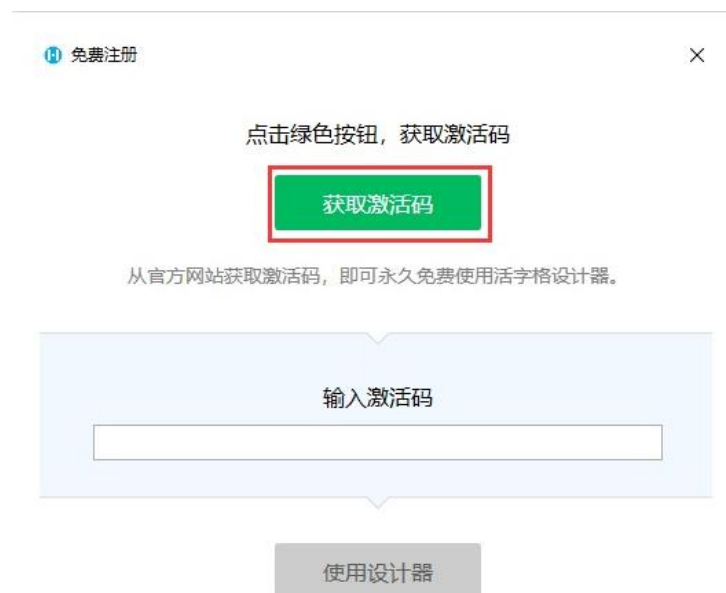 免费注册
点击绿色按钮，获取激活码
获取激活码
从官方网站获取激活码，即可永久免费使用活字格设计器。
输入激活码
使用设计器